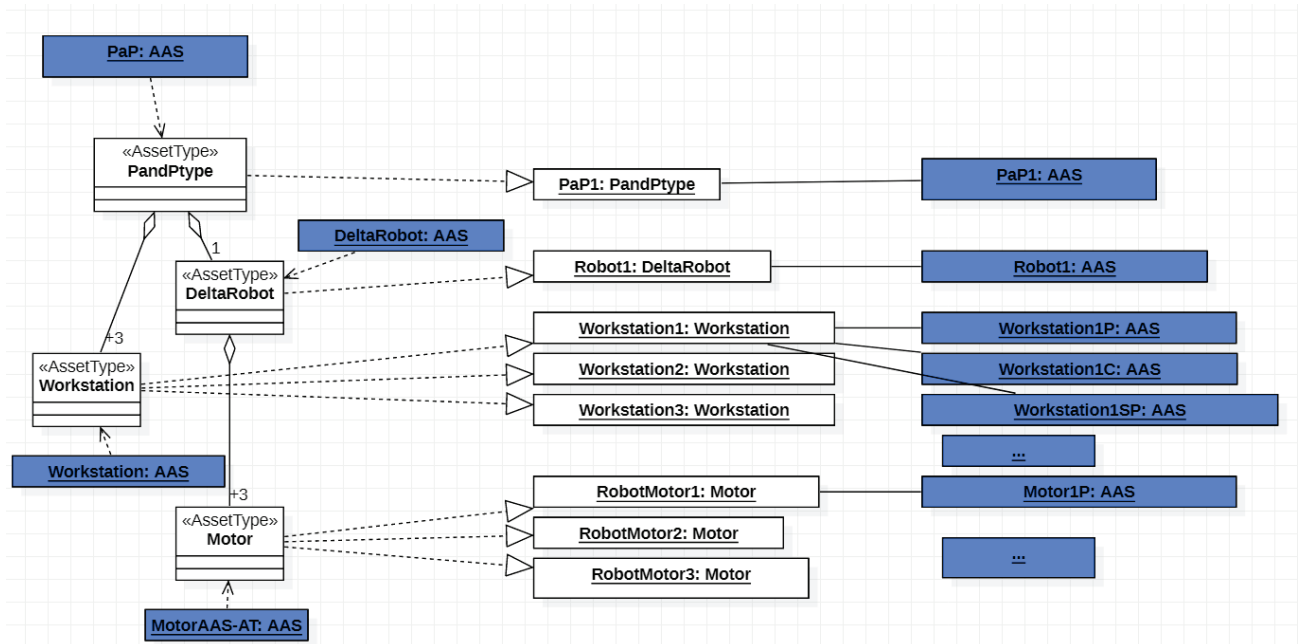 PaP: AAS
«AssetType»
PandPtype
PaP1: PandPtype
PaP1: AAS
1
DeltaRobot: AAS
«AssetType»
DeltaRobot
Robot1: DeltaRobot
Robot1: AAS
+3
«AssetType»
Workstation
Workstation1: Workstation
Workstation1P: AAS
Workstation2: Workstation
Workstation1C: AAS
Workstation3: Workstation
Workstation1SP: AAS
...
Workstation: AAS
+3
«AssetType»
Motor
RobotMotor1: Motor
Motor1P: AAS
RobotMotor2: Motor
...
RobotMotor3: Motor
MotorAAS-AT: AAS